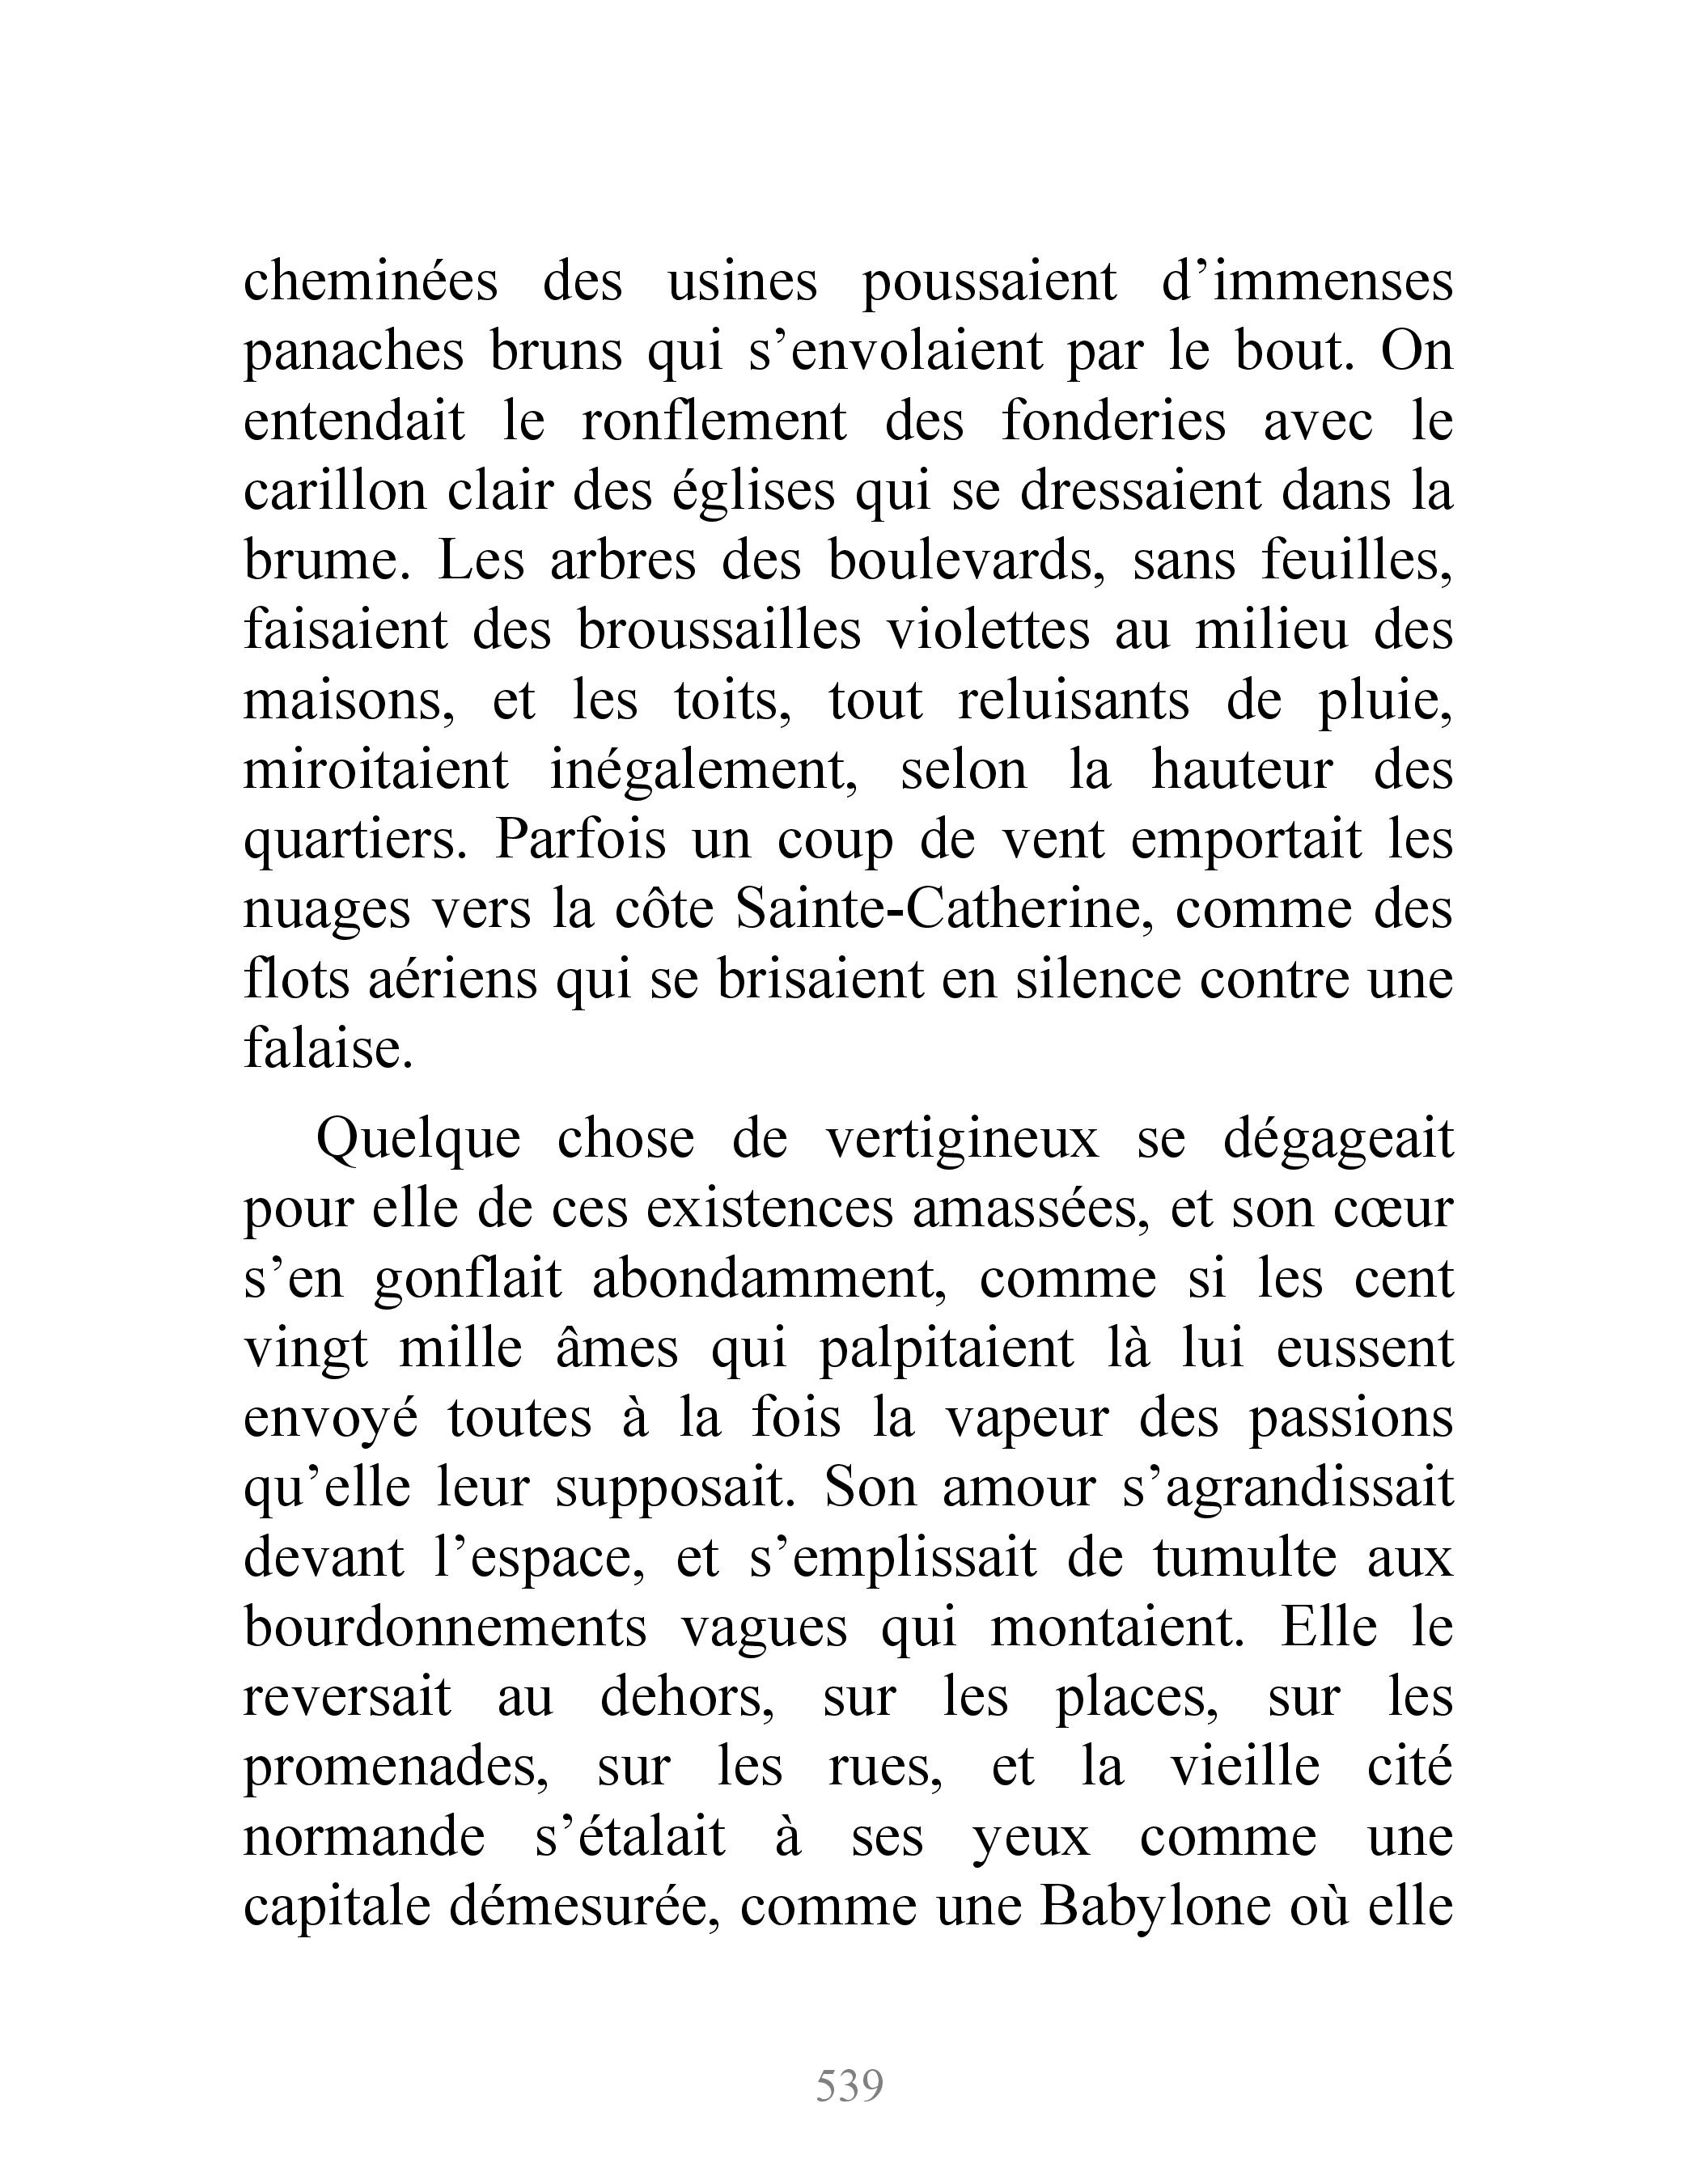 cheminées des usines poussaient d’immenses
panaches bruns qui s’envolaient par le bout. On
entendait le ronflement des fonderies avec le
carillon clair des églises qui se dressaient dans la
brume. Les arbres des boulevards, sans feuilles,
faisaient des broussailles violettes au milieu des
maisons, et les toits, tout reluisants de pluie,
miroitaient inégalement, selon la hauteur des
quartiers. Parfois un coup de vent emportait les
nuages vers la côte Sainte-Catherine, comme des
flots aériens qui se brisaient en silence contre une
falaise.
Quelque chose de vertigineux se dégageait
pour elle de ces existences amassées, et son cœur
s’en gonflait abondamment, comme si les cent
vingt mille âmes qui palpitaient là lui eussent
envoyé toutes à la fois la vapeur des passions
qu’elle leur supposait. Son amour s’agrandissait
devant l’espace, et s’emplissait de tumulte aux
bourdonnements vagues qui montaient. Elle le
reversait au dehors, sur les places, sur les
promenades, sur les rues, et la vieille cité
normande s’étalait à ses yeux comme une
capitale démesurée, comme une Babylone où elle
539